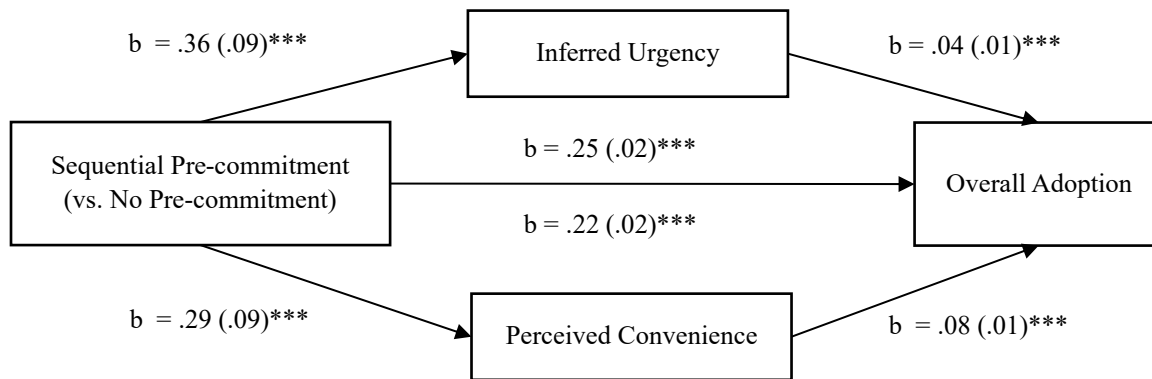 b = .36 (.09)***
Inferred Urgency
b = .04 (.01)***
Sequential Pre-commitment
(vs. No Pre-commitment)
b = .25 (.02)***
b = .22 (.02)***
Overall Adoption
b = .29 (.09)***
Perceived Convenience
b = .08 (.01)***